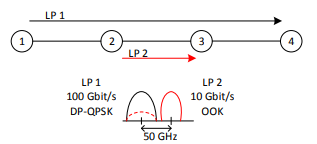 LP 1
1 2 3 4
LP 2
LP 1 LP 2
100 Gbit/s 10 Gbit/s
DP-QPSK OOK
50 GHz